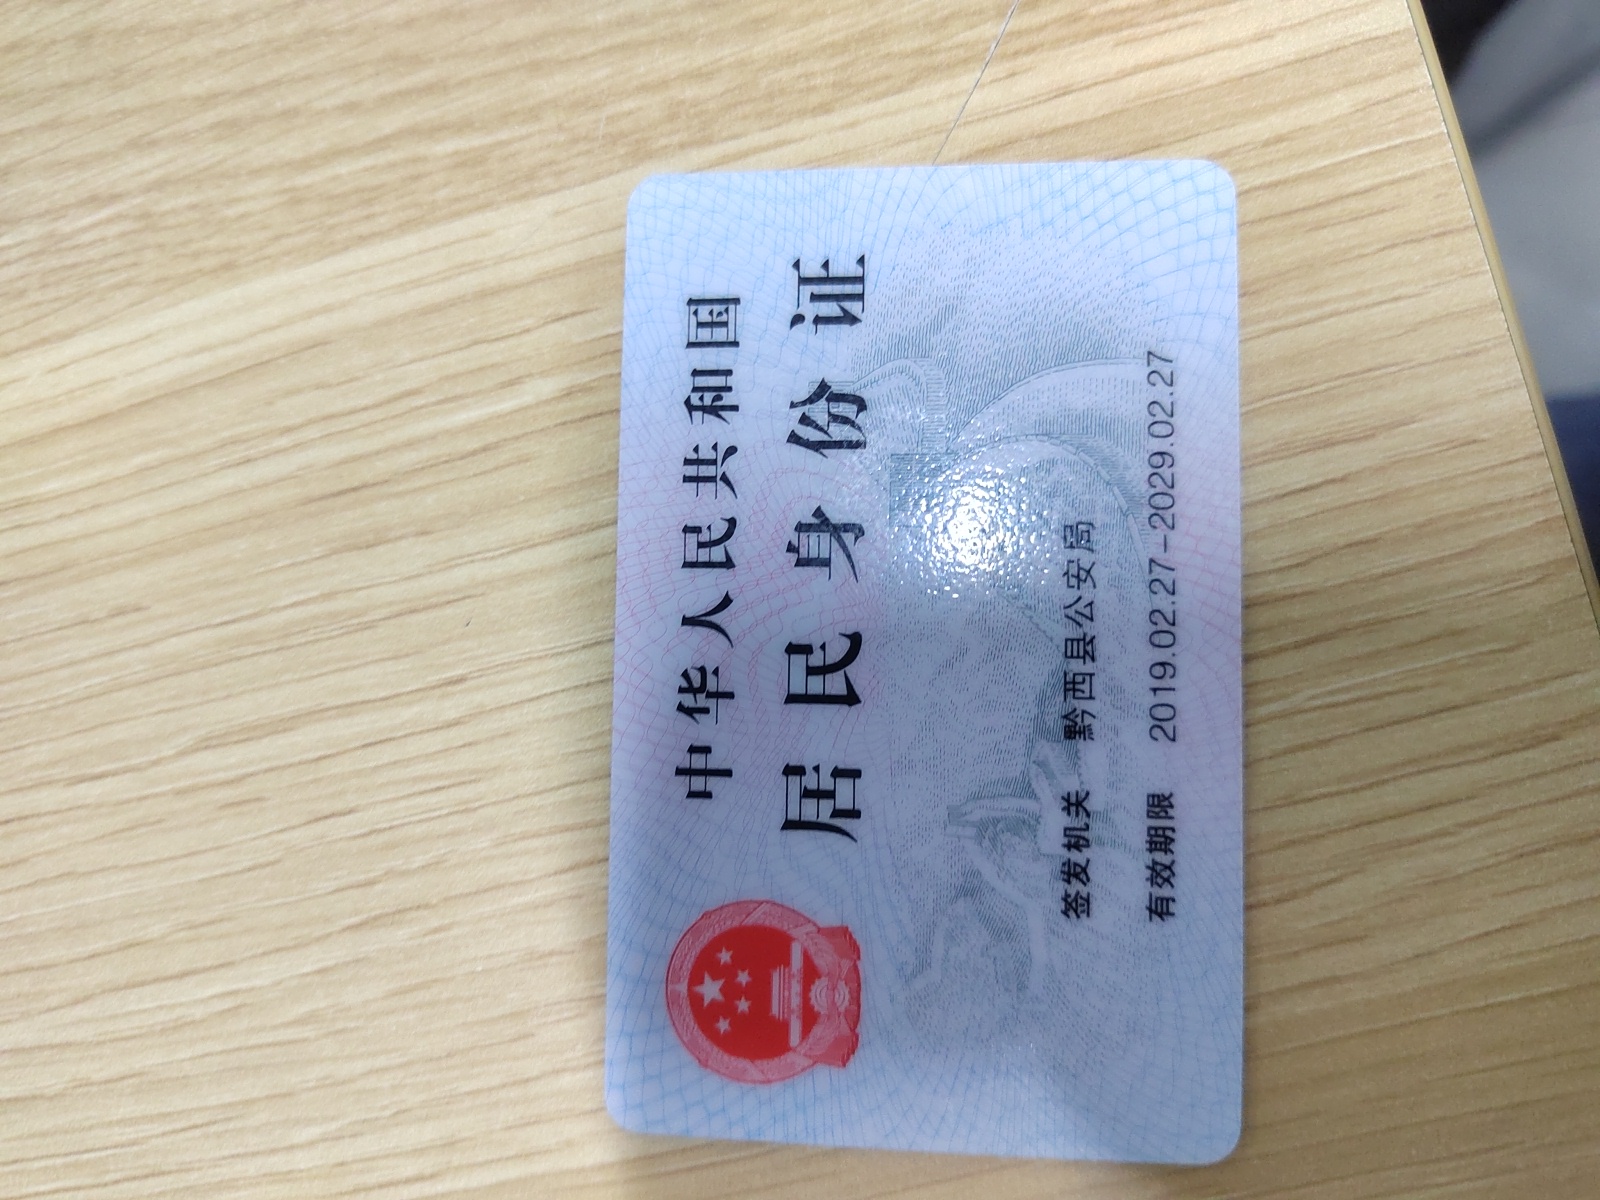 中华人民共和国
居民身份证
签发机关 黔西县公安局
有效期限 2019.02.27-2029.02.27